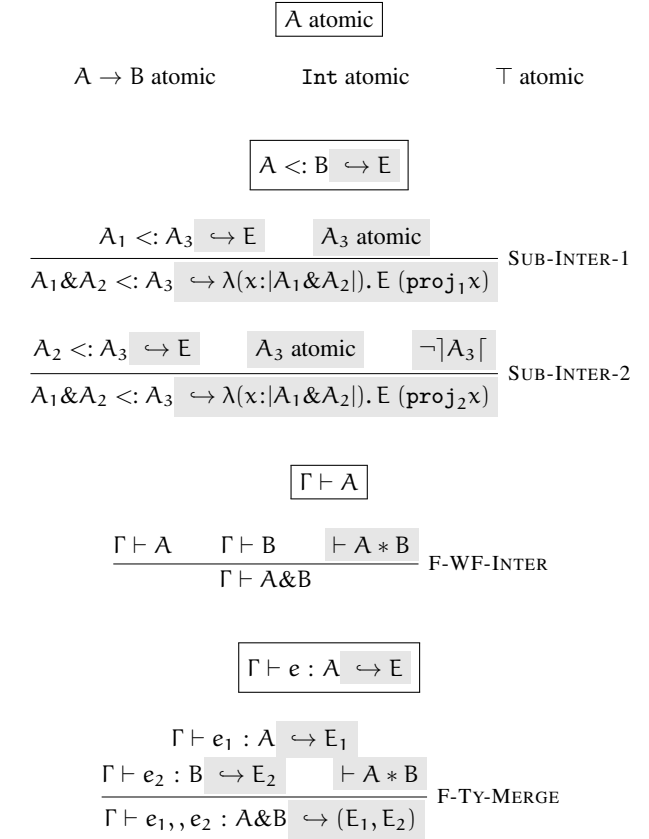 A atomic
A → B atomic Int atomic ⊤ atomic
A <: B ↪ E
A₁ <: A₃ ↪ E A₃ atomic
A₁&A₂ <: A₃ ↪ λ(x:|A₁&A₂|). E (proj₁x) SUB-INTER-1
A₂ <: A₃ ↪ E A₃ atomic ¬⌉A₃⌈
A₁&A₂ <: A₃ ↪ λ(x:|A₁&A₂|). E (proj₂x) SUB-INTER-2
Γ ⊢ A
Γ ⊢ A Γ ⊢ B ⊢ A ∗ B
Γ ⊢ A&B F-WF-INTER
Γ ⊢ e : A ↪ E
Γ ⊢ e₁ : A ↪ E₁
Γ ⊢ e₂ : B ↪ E₂ ⊢ A ∗ B
Γ ⊢ e₁,,e₂ : A&B ↪ (E₁,E₂) F-TY-MERGE